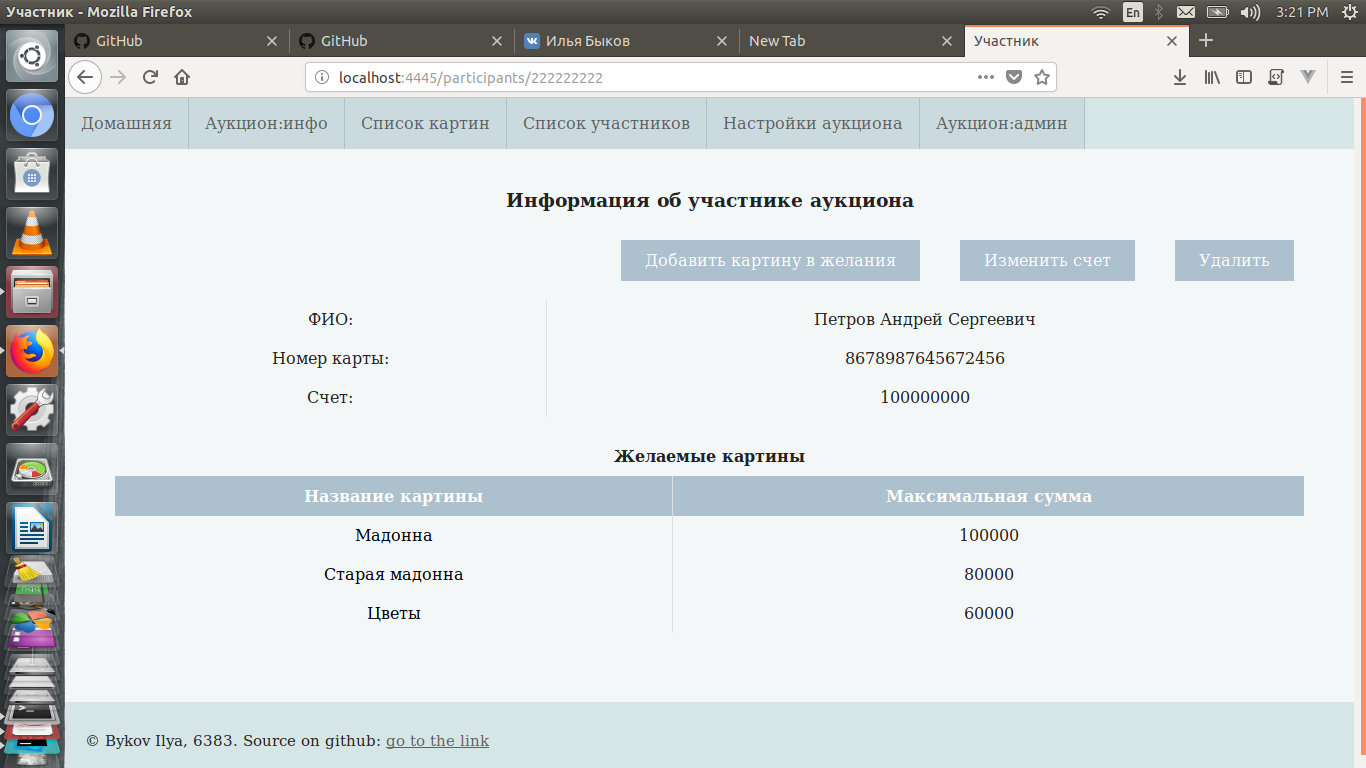 Участник - Mozilla Firefox
En
3:21 PM
GitHub
GitHub
Илья Быков
New Tab
Участник
localhost:4445/participants/222222222
Домашняя
Аукцион:инфо
Список картин
Список участников
Настройки аукциона
Аукцион:админ
Информация об участнике аукциона
Добавить картину в желания
Изменить счет
Удалить
ФИО: Петров Андрей Сергеевич
Номер карты: 8678987645672456
Счет: 100000000
Желаемые картины
Название картины Максимальная сумма
Мадонна 100000
Старая мадонна 80000
Цветы 60000
© Bykov Ilya, 6383. Source on github: go to the link